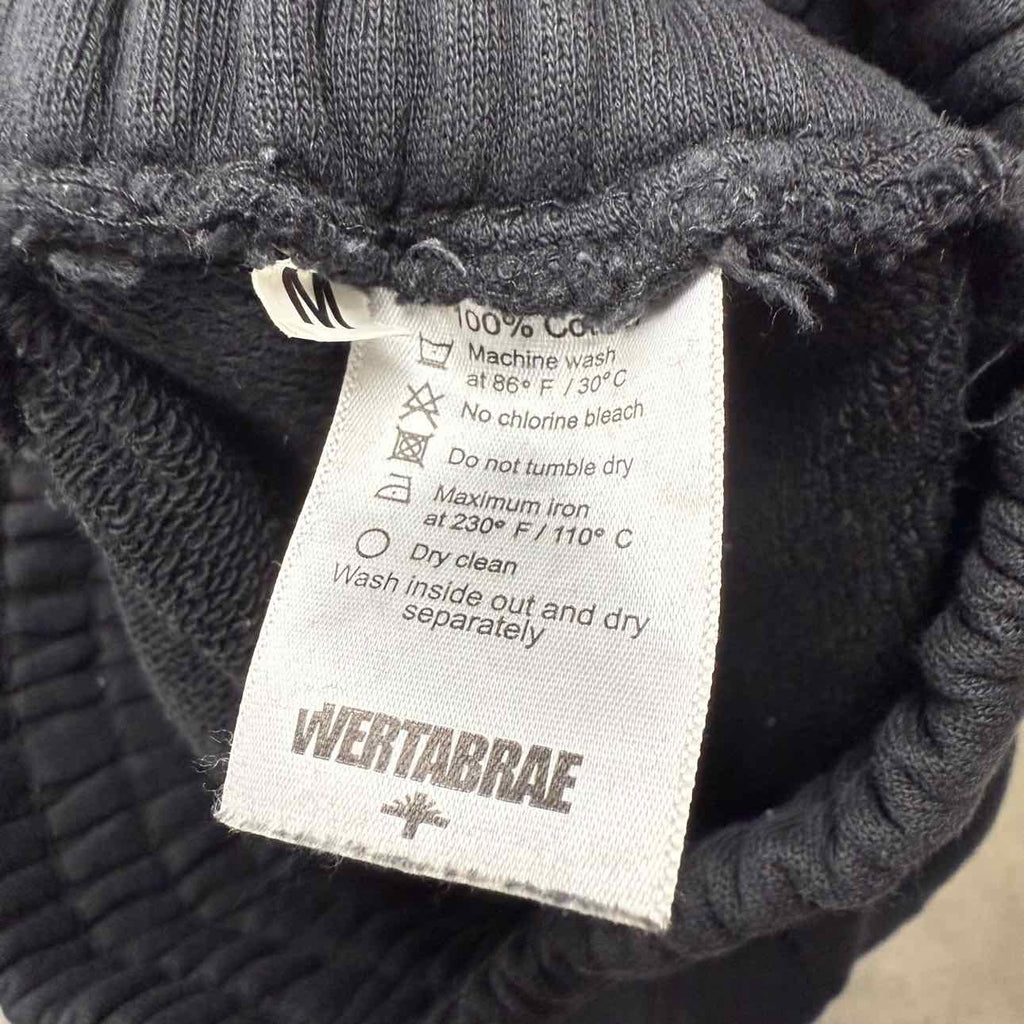 M
100% Cotton
Machine wash
at 86° F / 30°C
No chlorine bleach
Do not tumble dry
Maximum iron
at 230° F / 110° C
Dry clean
Wash inside out and dry
separately
WERTABRAE